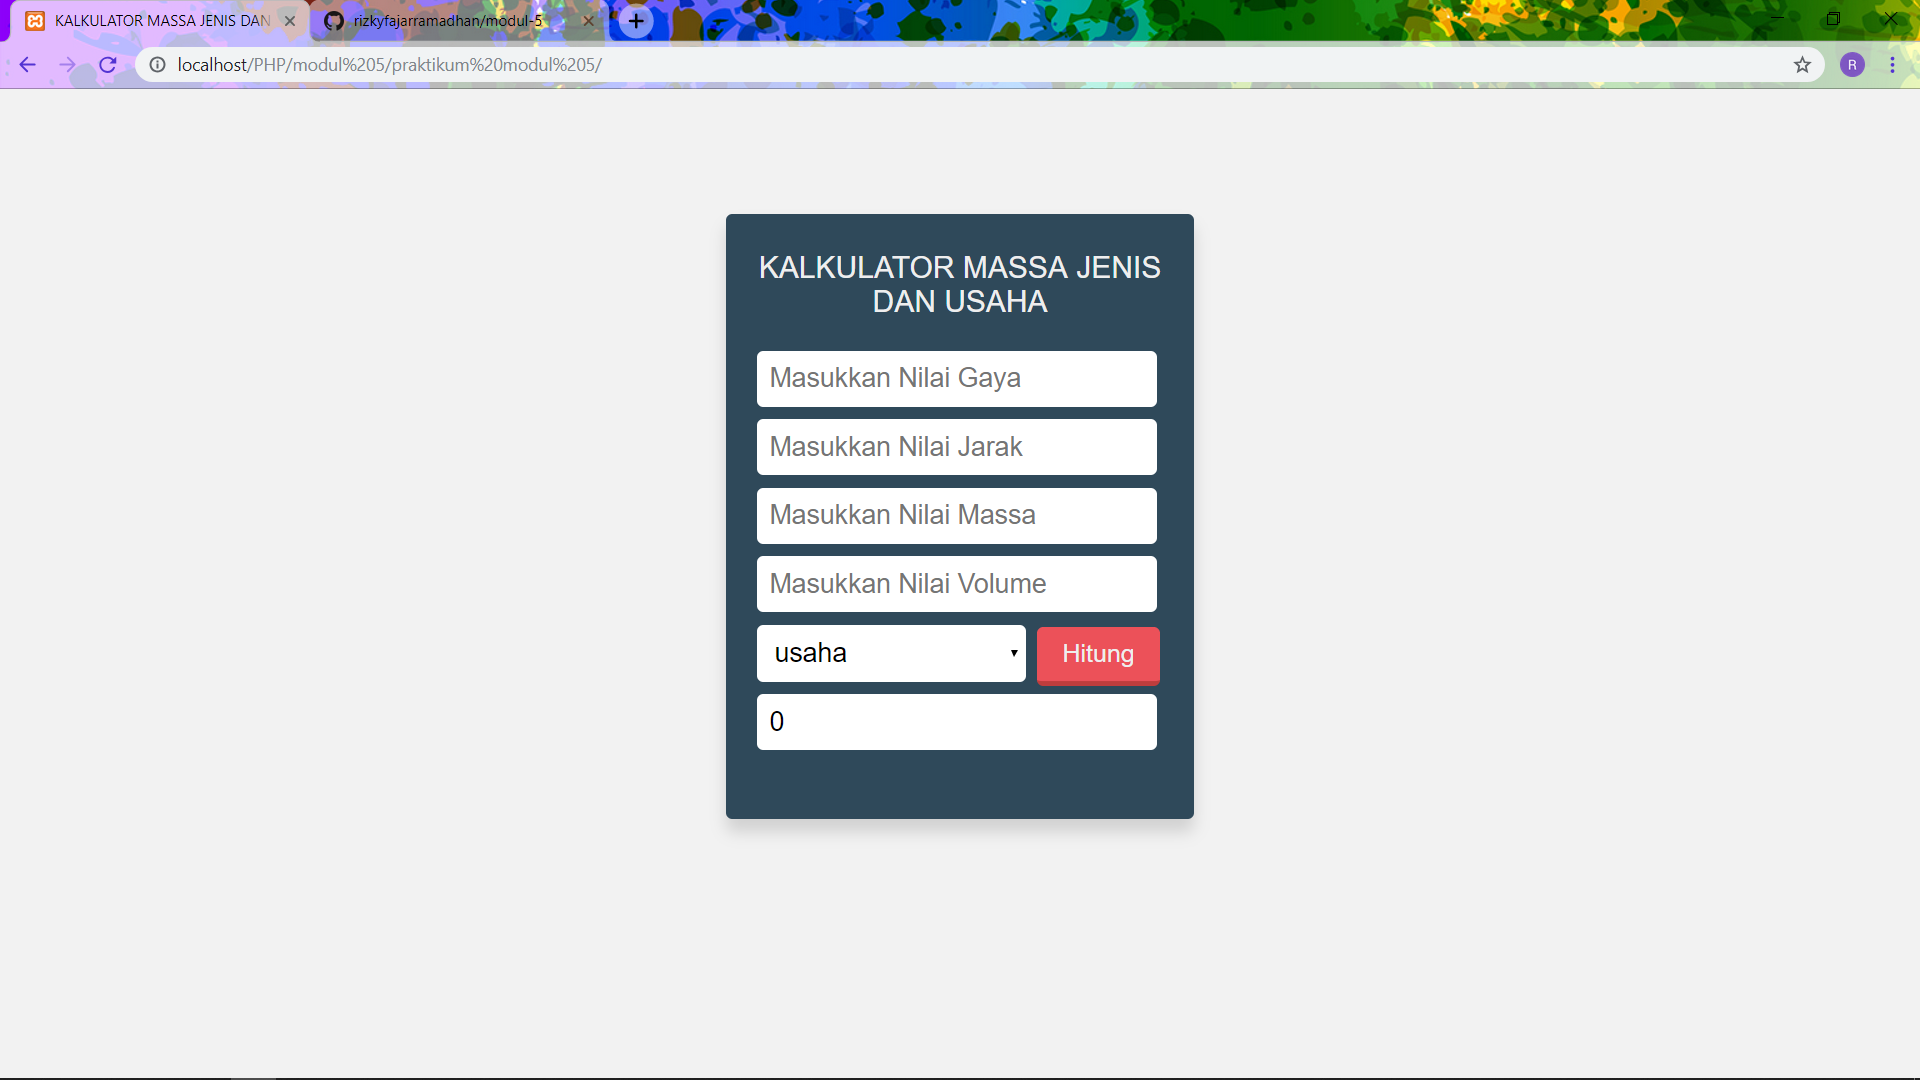 KALKULATOR MASSA JENIS DAN
rizkyfajarramadhan/modul-5
localhost/PHP/modul%205/praktikum%20modul%205/
R
KALKULATOR MASSA JENIS
DAN USAHA
Masukkan Nilai Gaya
Masukkan Nilai Jarak
Masukkan Nilai Massa
Masukkan Nilai Volume
usaha
Hitung
0